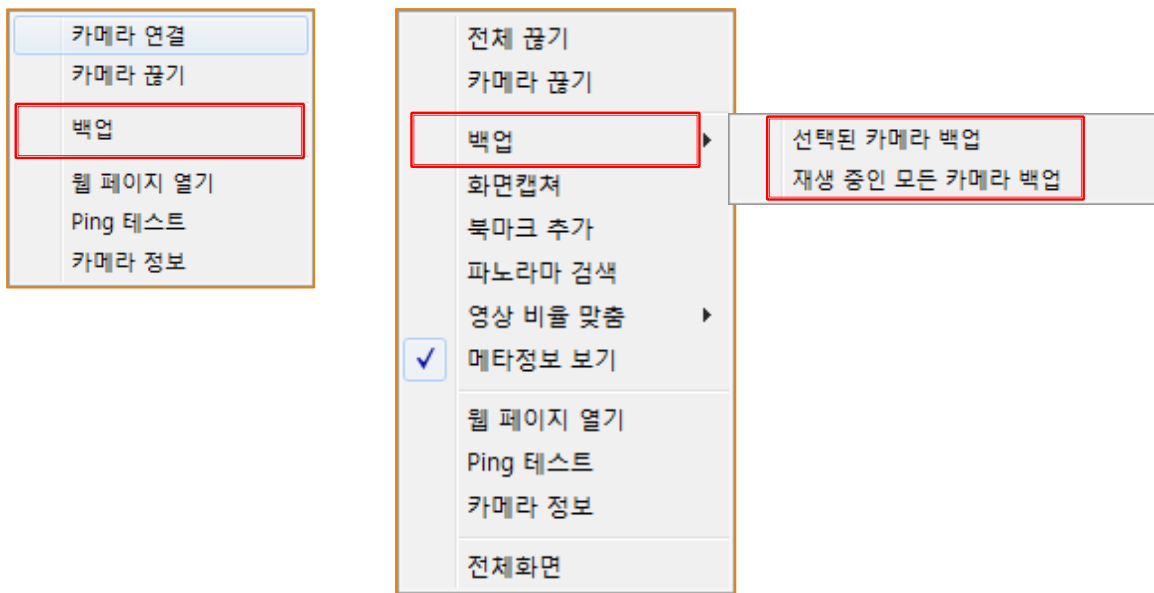 카메라 연결
카메라 끊기
백업
웹 페이지 열기
Ping 테스트
카메라 정보
전체 끊기
카메라 끊기
백업
화면캡쳐
북마크 추가
파노라마 검색
영상 비율 맞춤
메타정보 보기
웹 페이지 열기
Ping 테스트
카메라 정보
전체화면
선택된 카메라 백업
재생 중인 모든 카메라 백업